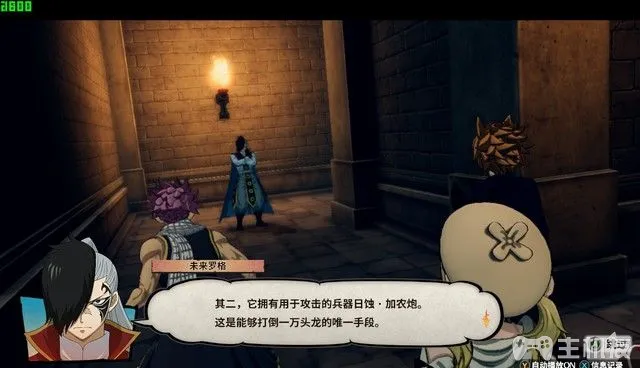 未来罗格
其二，它拥有用于攻击的兵器日蚀·加农炮。
这是能够打倒一万头龙的唯一手段。
主机
Y自动播放ON X信息记录